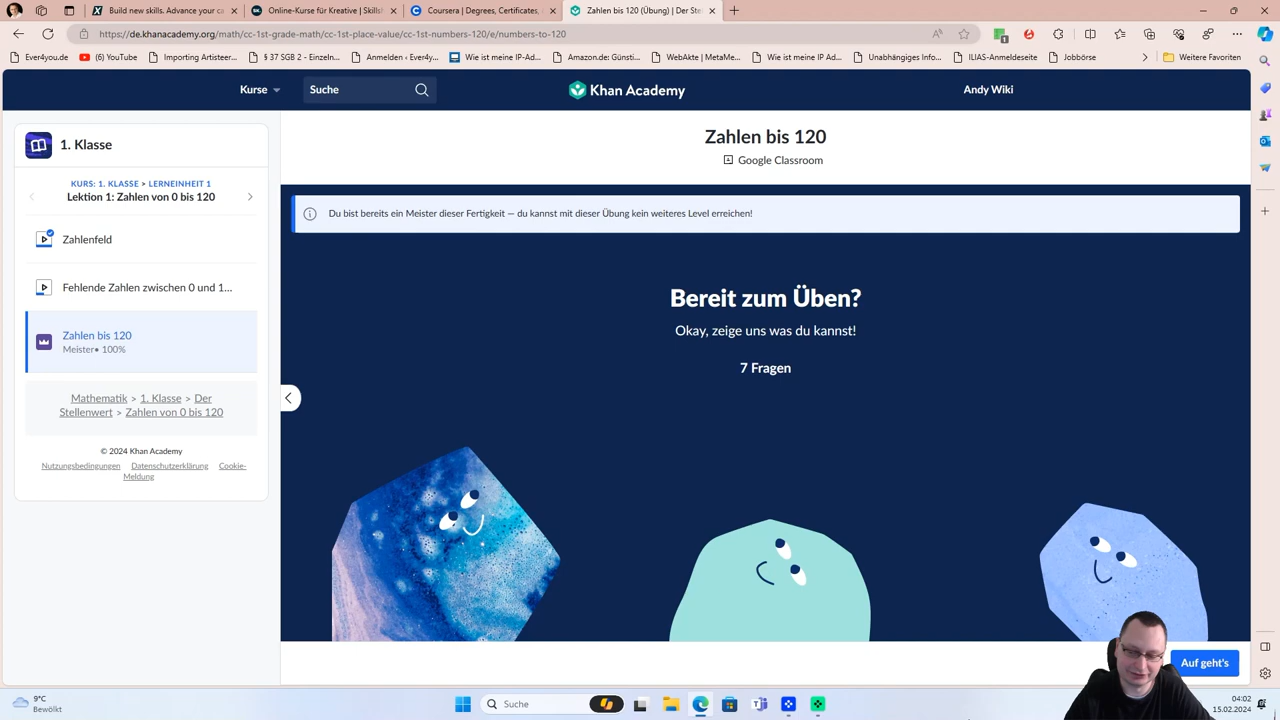 Build new skills. Advance your ca
Online-Kurse für Kreative | Skills
Coursera | Degrees, Certificates,
Zahlen bis 120 (Übung) | Der Ste
https://de.khanacademy.org/math/cc-1st-grade-math/cc-1st-place-value/cc-1st-numbers-120/e/numbers-to-120
Ever4you.de
(6) YouTube
Importing Artisteer...
§ 37 SGB 2 - Einzeln...
Anmelden ‹ Ever4y...
Wie ist meine IP-Ad...
Amazon.de: Günsti...
WebAkte | MetaMe...
Wie ist meine IP Ad...
Unabhängiges Info...
ILIAS-Anmeldeseite
Jobbörse
Weitere Favoriten
Kurse
Suche
Khan Academy
Andy Wiki
1. Klasse
KURS: 1. KLASSE > LERNEINHEIT 1
Lektion 1: Zahlen von 0 bis 120
Zahlenfeld
Fehlende Zahlen zwischen 0 und 1...
Zahlen bis 120
Meister• 100%
Mathematik > 1. Klasse > Der
Stellenwert > Zahlen von 0 bis 120
© 2024 Khan Academy
Nutzungsbedingungen Datenschutzerklärung Cookie-
Meldung
Zahlen bis 120
Google Classroom
Du bist bereits ein Meister dieser Fertigkeit — du kannst mit dieser Übung kein weiteres Level erreichen!
Bereit zum Üben?
Okay, zeige uns was du kannst!
7 Fragen
Auf geht's
9°C
Bewölkt
Suche
04:02
15.02.2024